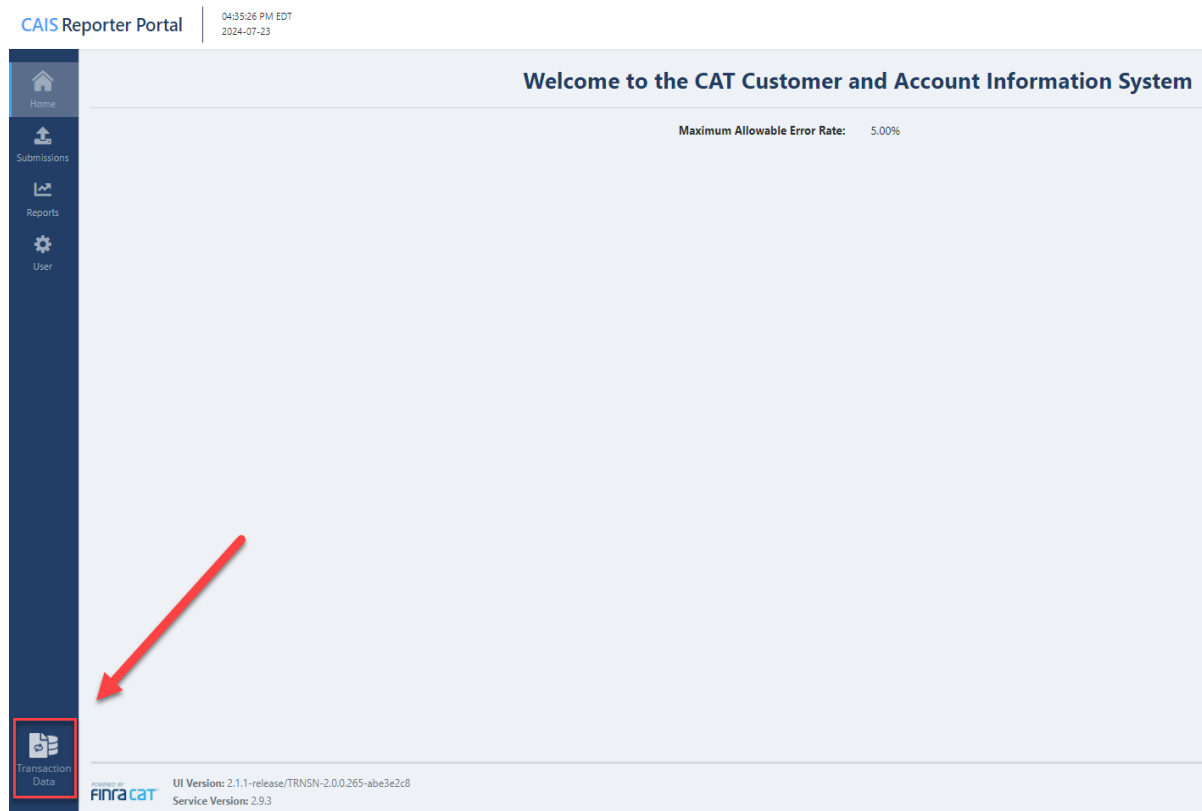 CAIS Reporter Portal
04:35:26 PM EDT
2024-07-23
Home
Submissions
Reports
User
Transaction
Data
Welcome to the CAT Customer and Account Information System
Maximum Allowable Error Rate: 5.00%
POWERED BY
FINRA CAT
UI Version: 2.1.1-release/TRNSN-2.0.0.265-abe3e2c8
Service Version: 2.9.3